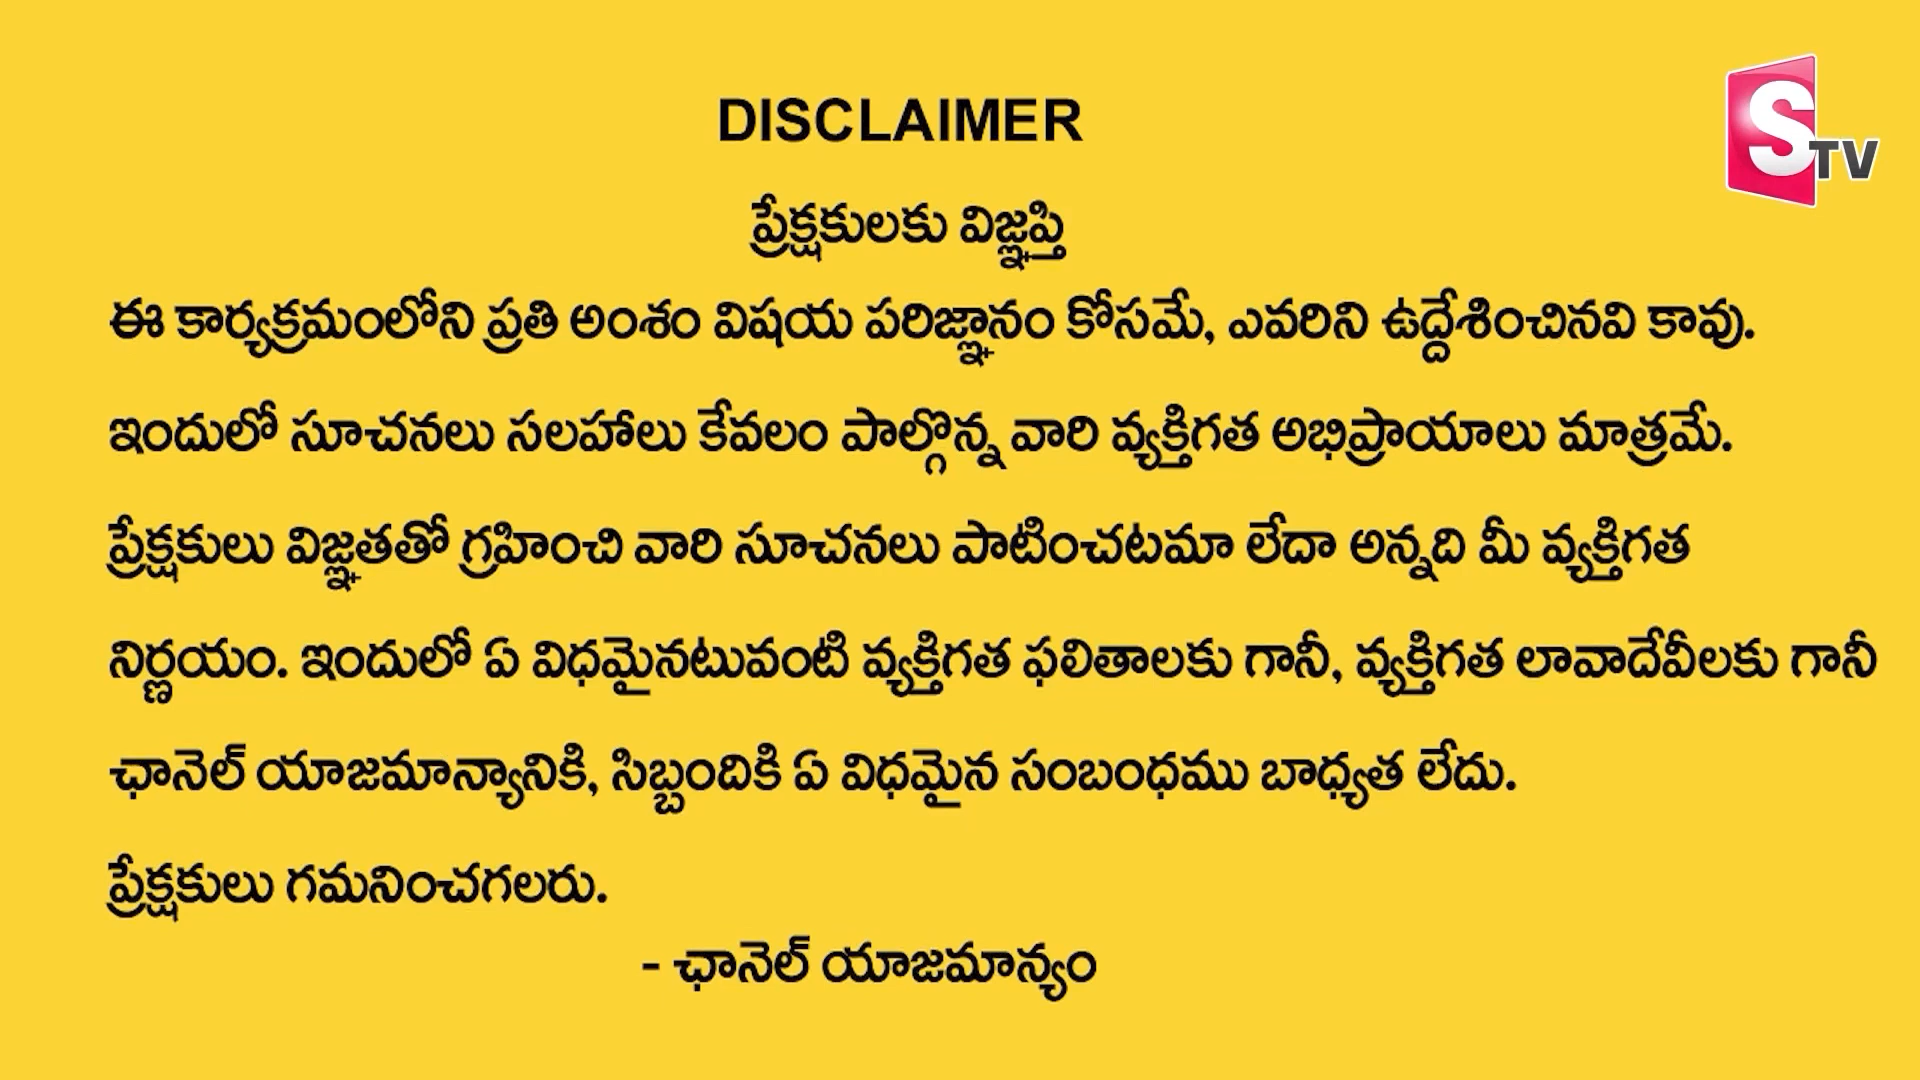 DISCLAIMER
STV
ప్రేక్షకులకు విజ్ఞప్తి
ఈ కార్యక్రమంలోని ప్రతి అంశం విషయ పరిజ్ఞానం కోసమే, ఎవరిని ఉద్దేశించినవి కావు.
ఇందులో సూచనలు సలహాలు కేవలం పాల్గొన్న వారి వ్యక్తిగత అభిప్రాయాలు మాత్రమే.
ప్రేక్షకులు విజ్ఞతతో గ్రహించి వారి సూచనలు పాటించటమా లేదా అన్నది మీ వ్యక్తిగత
నిర్ణయం. ఇందులో ఏ విధమైనటువంటి వ్యక్తిగత ఫలితాలకు గానీ, వ్యక్తిగత లావాదేవీలకు గానీ
ఛానెల్ యాజమాన్యానికి, సిబ్బందికి ఏ విధమైన సంబంధము బాధ్యత లేదు.
ప్రేక్షకులు గమనించగలరు.
- ఛానెల్ యాజమాన్యం